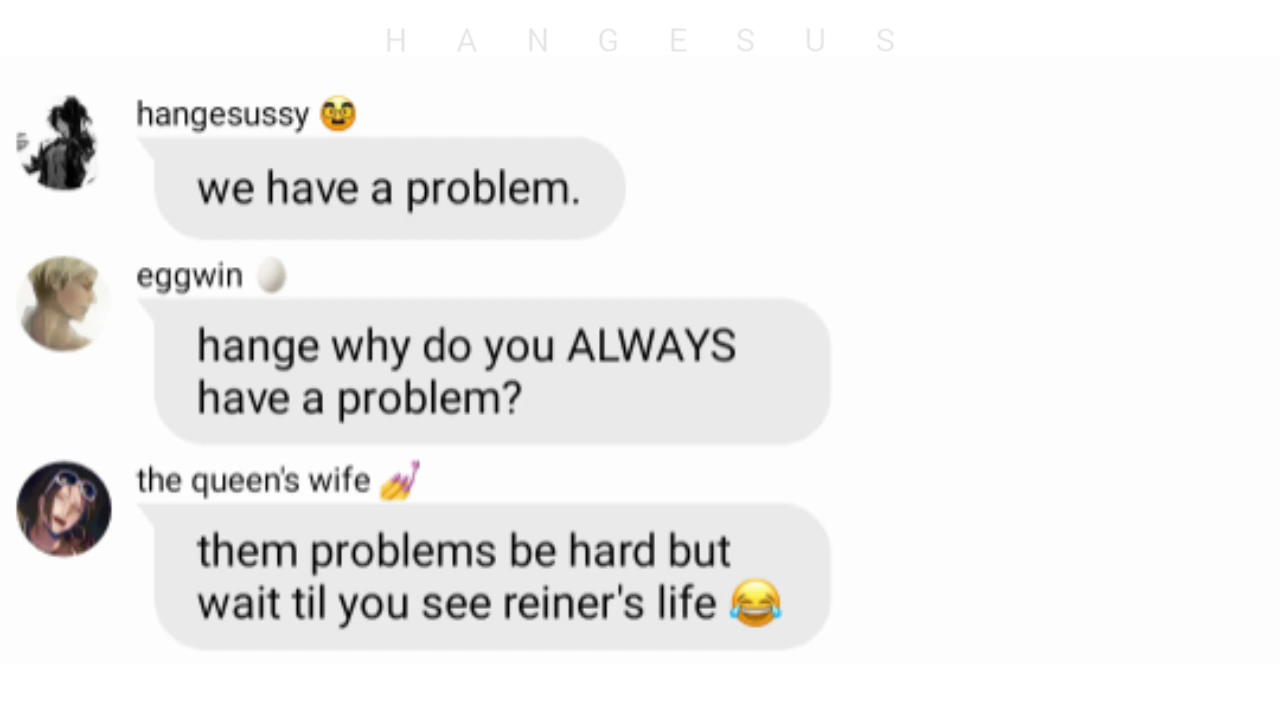 H A N G E S U S
hangesussy 🥸
we have a problem.
eggwin 🥚
hange why do you ALWAYS
have a problem?
the queen's wife 💅
them problems be hard but
wait til you see reiner's life 😂